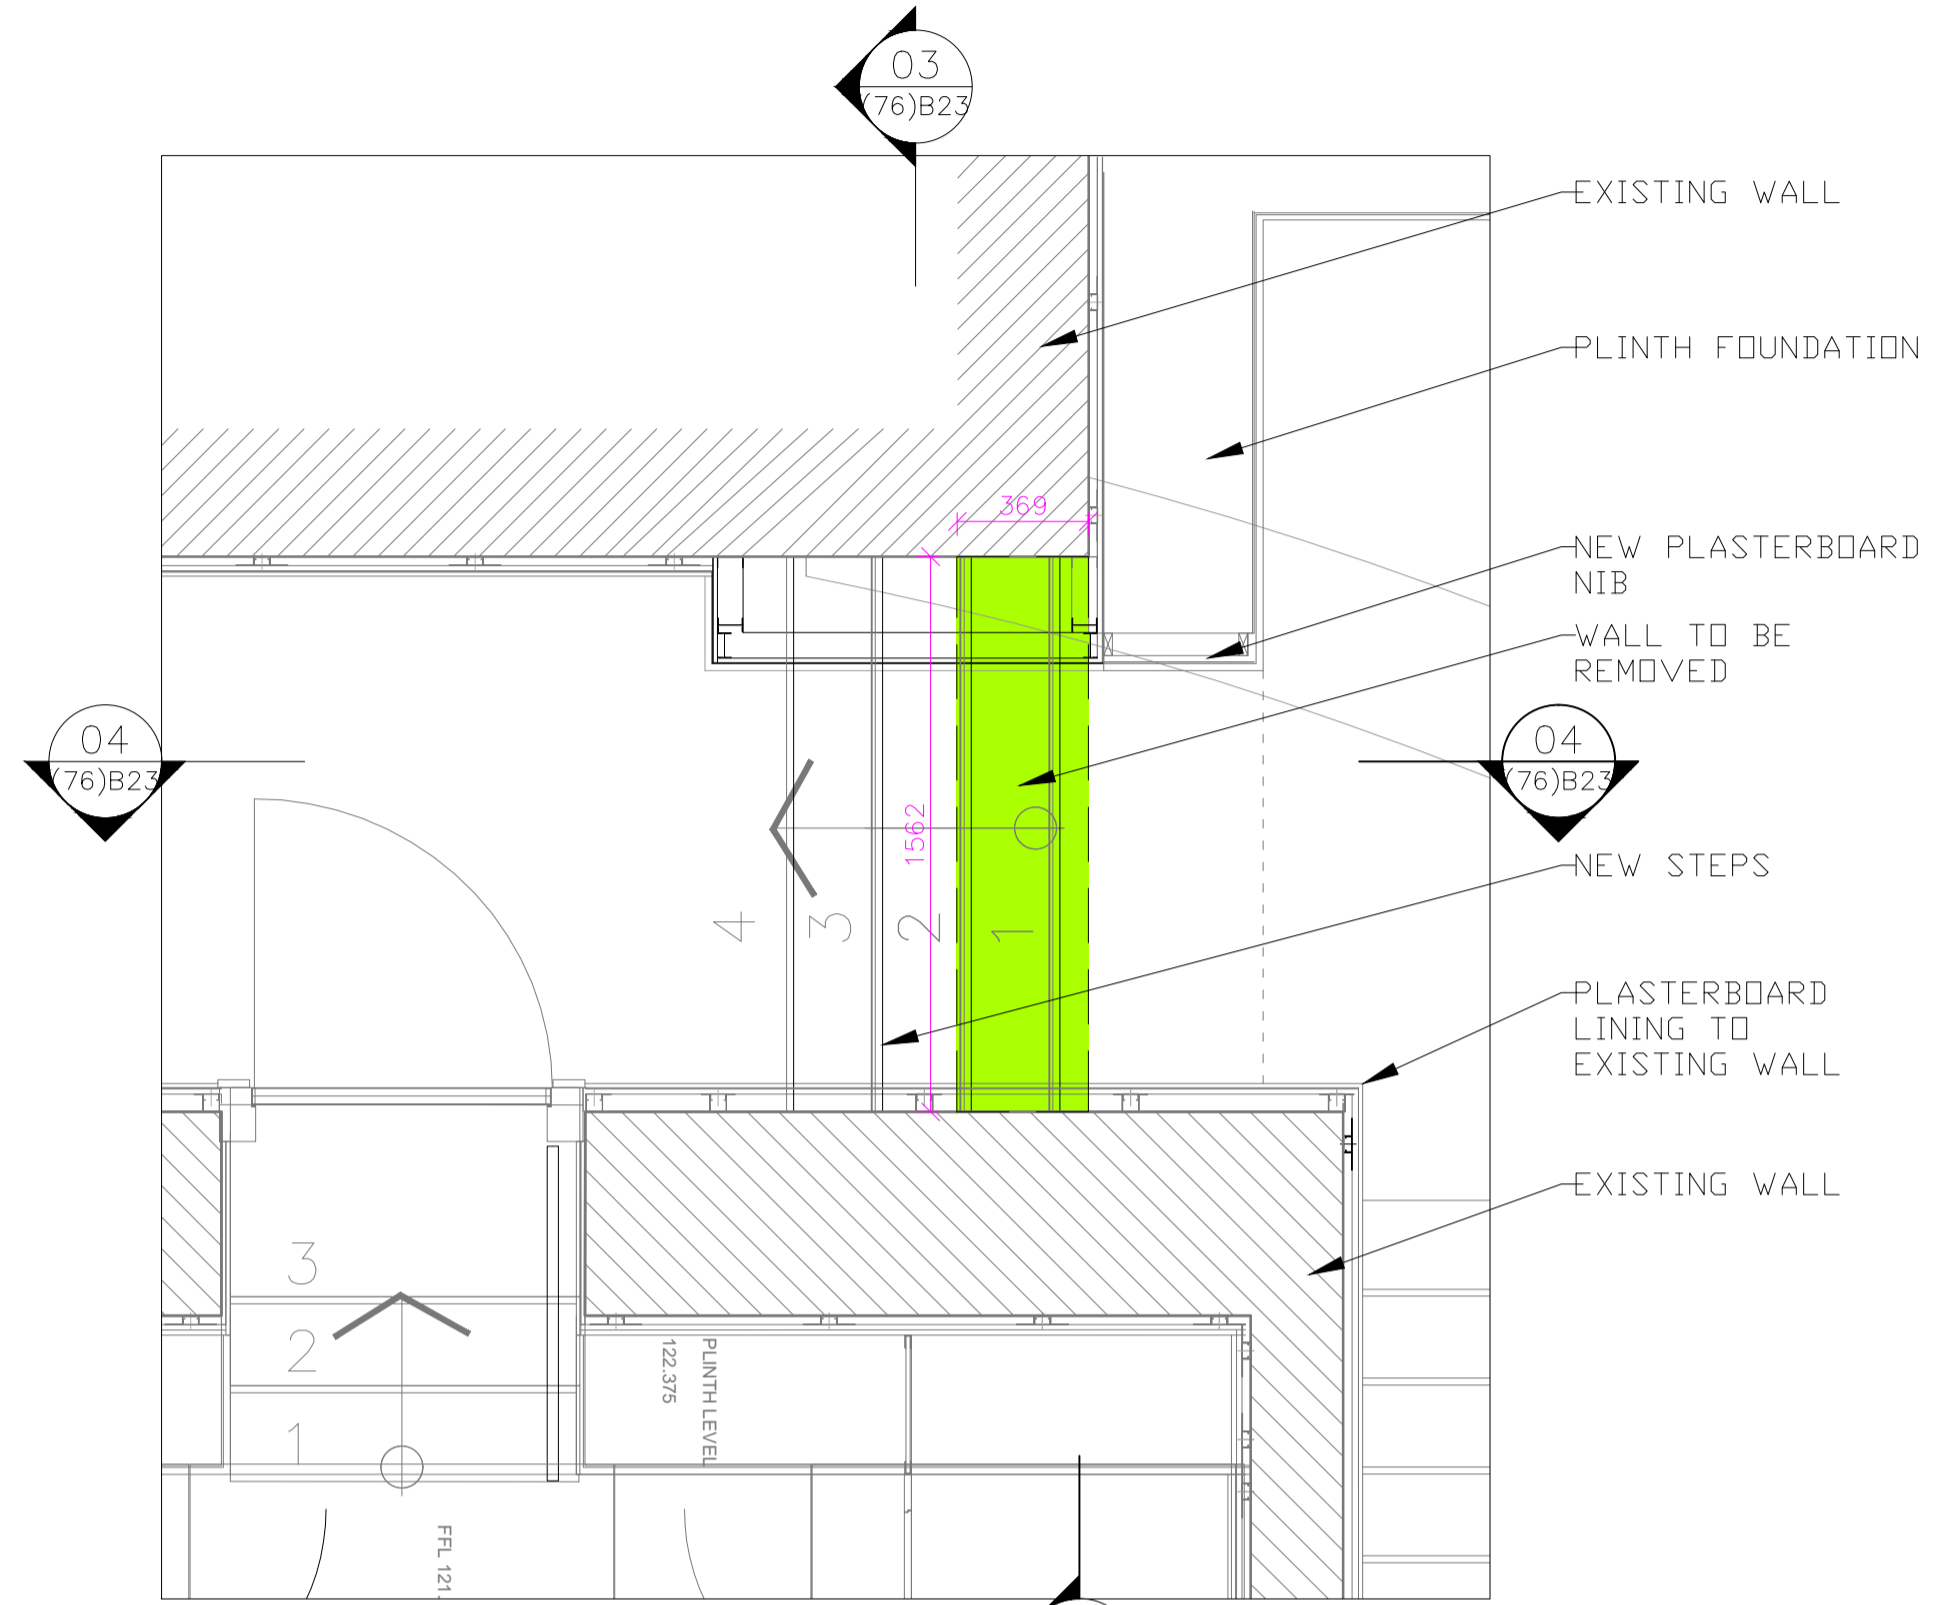 03
(76)B23
EXISTING WALL
PLINTH FOUNDATION
369
NEW PLASTERBOARD
NIB
WALL TO BE
REMOVED
04
(76)B23
04
(76)B23
1562
NEW STEPS
4
3
2
1
PLASTERBOARD
LINING TO
EXISTING WALL
EXISTING WALL
3
2
1
PLINTH LEVEL
122.375
FFL 121.